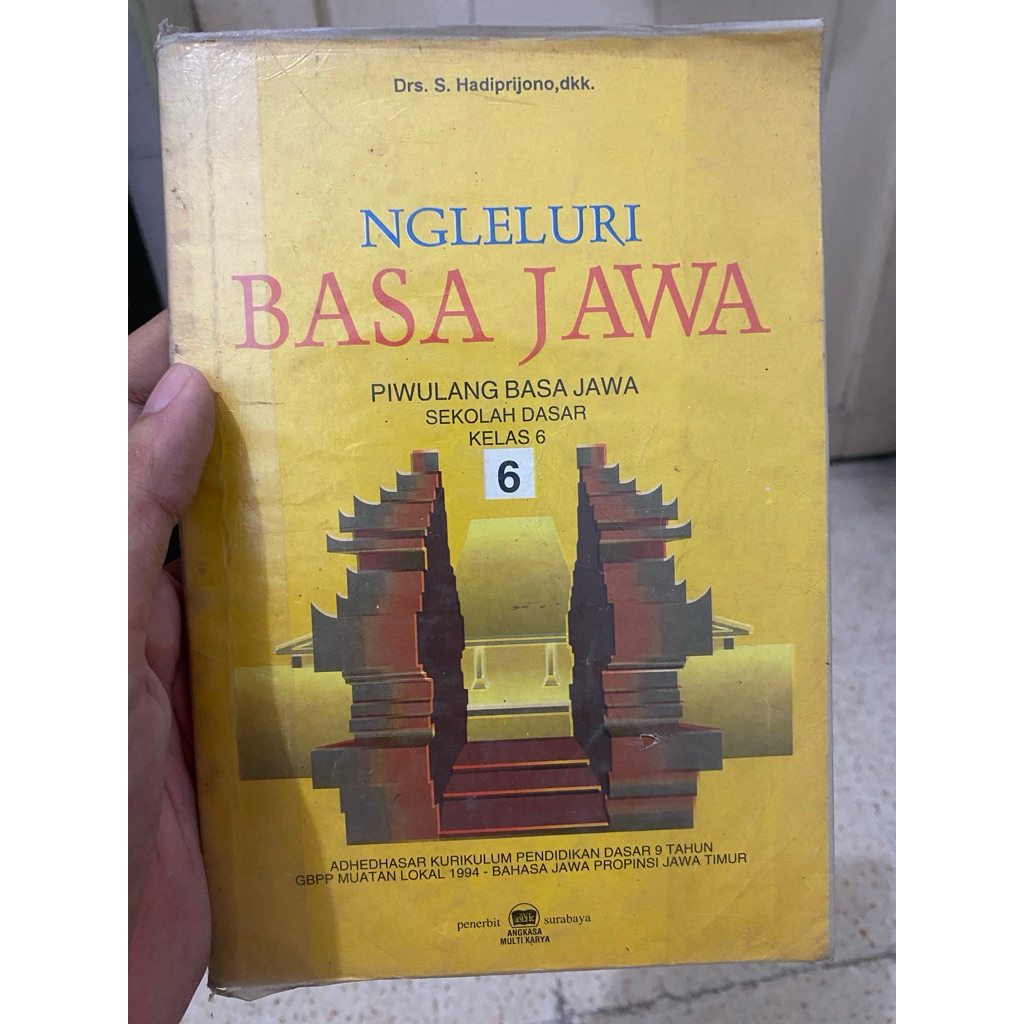 Drs. S. Hadiprijono,dkk.
NGLELURI
BASA JAWA
PIWULANG BASA JAWA
SEKOLAH DASAR
KELAS 6
6
ADHEDHASAR KURIKULUM PENDIDIKAN DASAR 9 TAHUN
GBPP MUATAN LOKAL 1994 - BAHASA JAWA PROPINSI JAWA TIMUR
penerbit surabaya
ANGKASA
MULTI KARYA